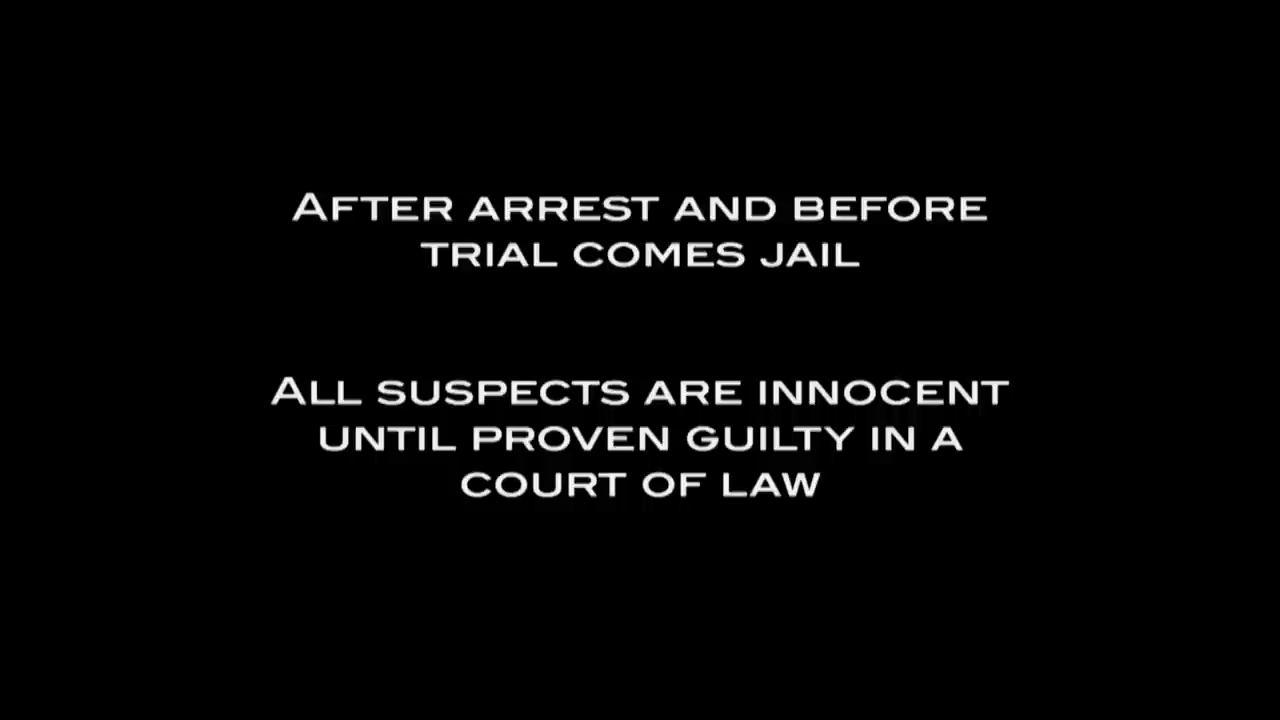 After arrest and before
trial comes jail
All suspects are innocent
until proven guilty in a
court of law